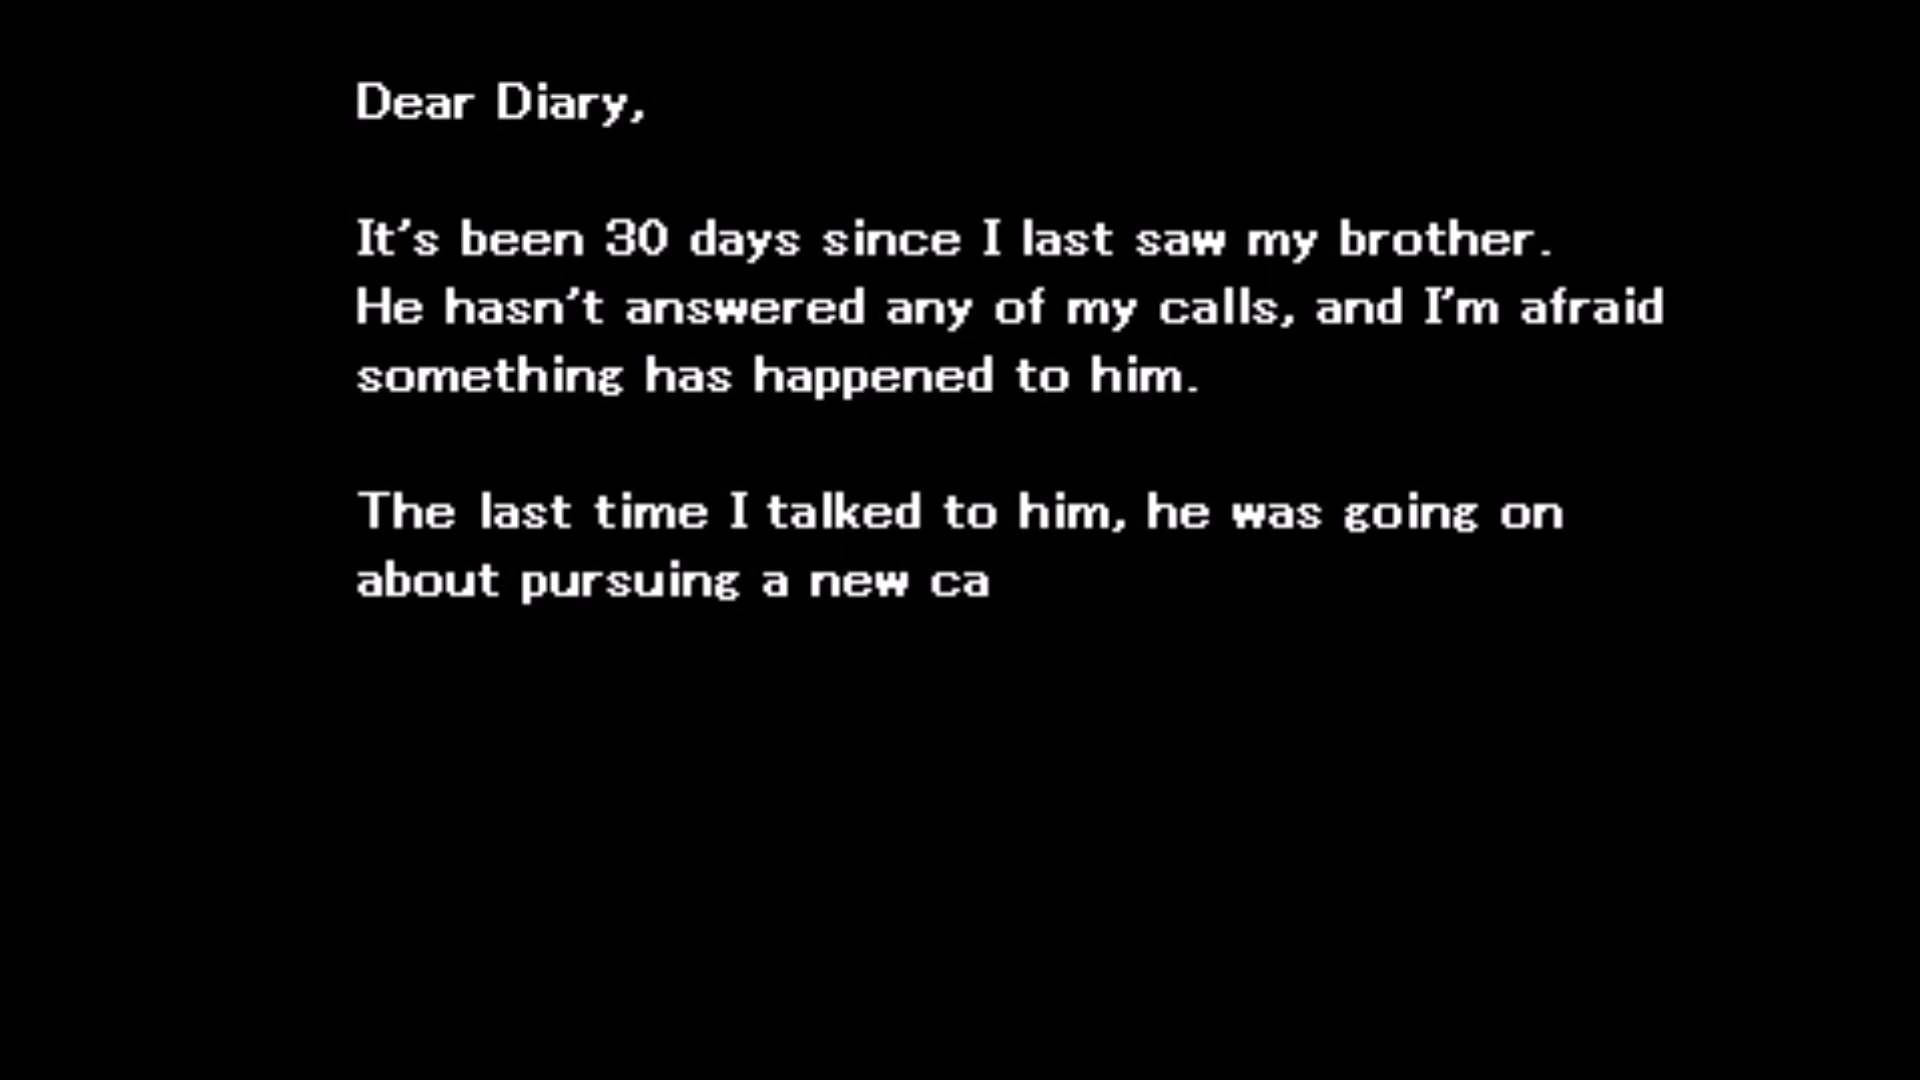 Dear Diary,
It's been 30 days since I last saw my brother.
He hasn't answered any of my calls, and I'm afraid
something has happened to him.
The last time I talked to him, he was going on
about pursuing a new ca